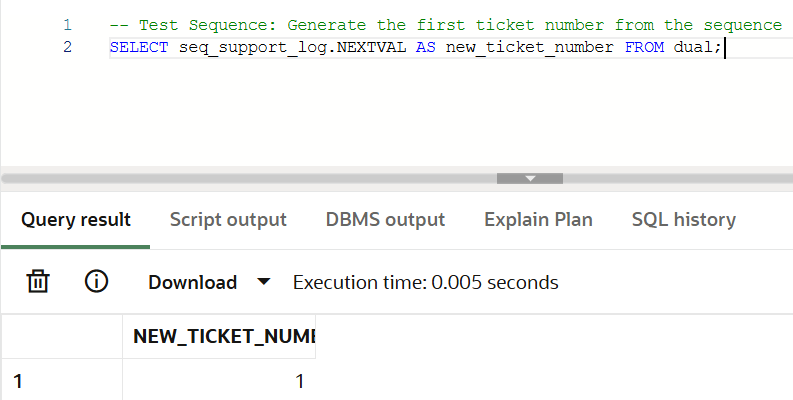 1 -- Test Sequence: Generate the first ticket number from the sequence
2 SELECT seq_support_log.NEXTVAL AS new_ticket_number FROM dual;
Query result Script output DBMS output Explain Plan SQL history
Download Execution time: 0.005 seconds
NEW_TICKET_NUME
1 1